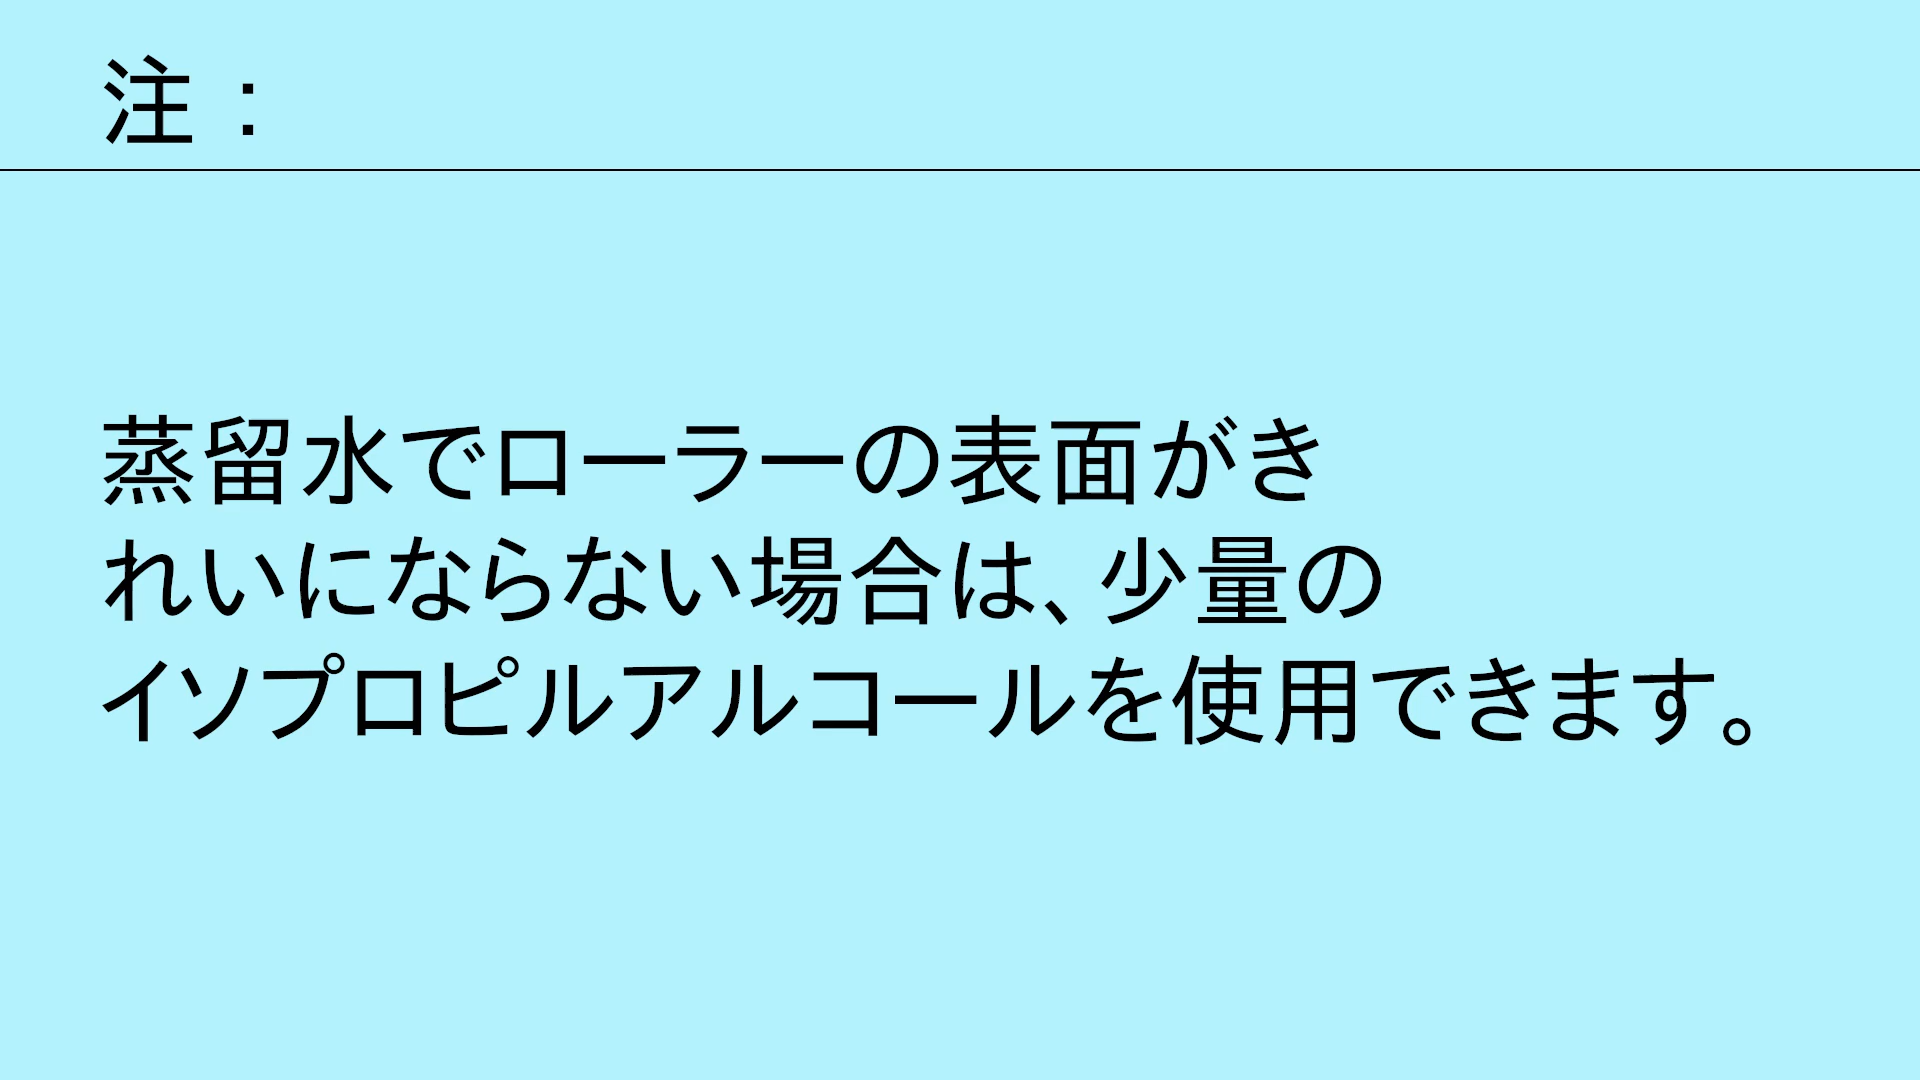 注：
蒸留水でローラーの表面がき
れいにならない場合は、少量の
イソプロピルアルコールを使用できます。